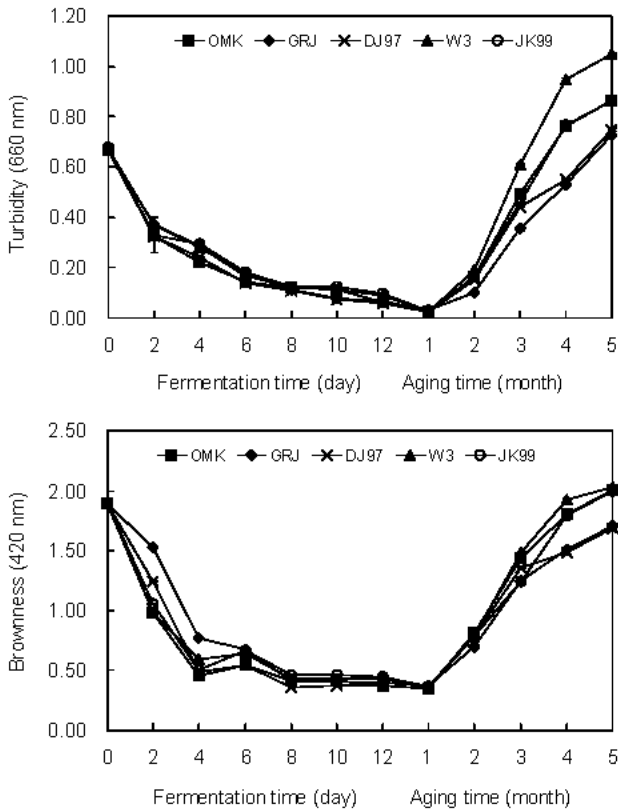 OMK GRJ DJ97 W3 JK99
Turbidity (660 nm)
1.20
1.00
0.80
0.60
0.40
0.20
0.00
0 2 4 6 8 10 12 1 2 3 4 5
Fermentation time (day) Aging time (month)
OMK GRJ DJ97 W3 JK99
Brownness (420 nm)
2.50
2.00
1.50
1.00
0.50
0.00
0 2 4 6 8 10 12 1 2 3 4 5
Fermentation time (day) Aging time (month)